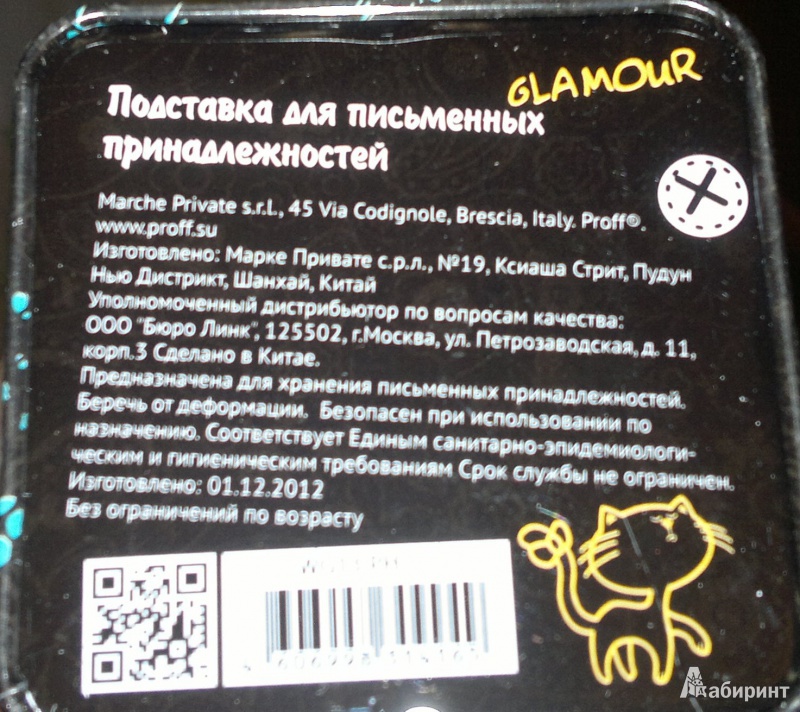 GLAMOUR
Подставка для письменных
принадлежностей
Marche Private s.r.l., 45 Via Codignole, Brescia, Italy. Proff®.
www.proff.su
Изготовлено: Марке Привате с.р.л., №19, Ксиаша Стрит, Пудун
Нью Дистрикт, Шанхай, Китай
Уполномоченный дистрибьютор по вопросам качества:
ООО "Бюро Линк", 125502, г.Москва, ул. Петрозаводская, д. 11,
корп.3 Сделано в Китае.
Предназначена для хранения письменных принадлежностей.
Беречь от деформации. Безопасен при использовании по
назначению. Соответствует Единым санитарно-эпидемиологи-
ческим и гигиеническим требованиям Срок службы не ограничен.
Изготовлено: 01.12.2012
Без ограничений по возрасту
Лабиринт